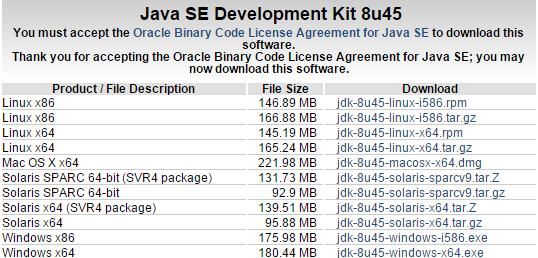 Java SE Development Kit 8u45
You must accept the Oracle Binary Code License Agreement for Java SE to download this
software.
Thank you for accepting the Oracle Binary Code License Agreement for Java SE; you may
now download this software.
Product / File Description File Size Download
Linux x86 146.89 MB jdk-8u45-linux-i586.rpm
Linux x86 166.88 MB jdk-8u45-linux-i586.tar.gz
Linux x64 145.19 MB jdk-8u45-linux-x64.rpm
Linux x64 165.24 MB jdk-8u45-linux-x64.tar.gz
Mac OS X x64 221.98 MB jdk-8u45-macosx-x64.dmg
Solaris SPARC 64-bit (SVR4 package) 131.73 MB jdk-8u45-solaris-sparcv9.tar.Z
Solaris SPARC 64-bit 92.9 MB jdk-8u45-solaris-sparcv9.tar.gz
Solaris x64 (SVR4 package) 139.51 MB jdk-8u45-solaris-x64.tar.Z
Solaris x64 95.88 MB jdk-8u45-solaris-x64.tar.gz
Windows x86 175.98 MB jdk-8u45-windows-i586.exe
Windows x64 180.44 MB jdk-8u45-windows-x64.exe